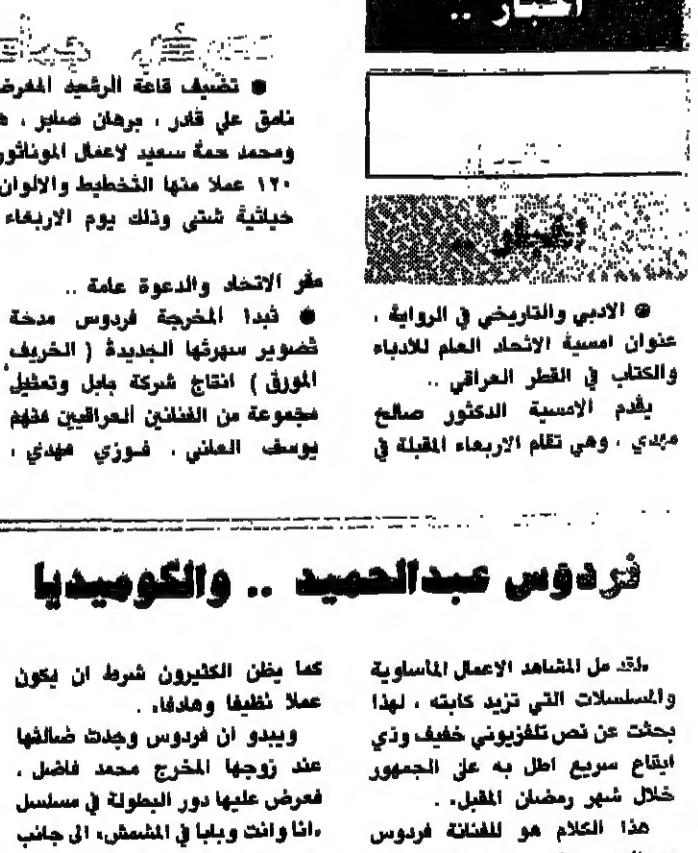 أخبار ..
أخبار ..
● الادبي والتاريخي في الرواية ،
عنوان امسية الاتحاد العام للأدباء
والكتاب في القطر العراقي ..
يقدم الامسية الدكتور صالح
مهدي ، وهي تقام الاربعاء المقبلة في
● تضيف قاعة الرشيد المعرض
نامق علي قادر ، برهان صابر ،
ومحمد حمة سعيد لاعمال المونا
١٢٠ عملا منها التخطيط والالوان
حياتية شتى وذلك يوم الاربعاء
مقر الاتحاد والدعوة عامة ..
● تبدا المخرجة فردوس مدحة
تصوير سهرتها الجديدة ( الخريف
المورق ) انتاج شركة بابل وتمثيل
مجموعة من الفنانين العراقيين منهم
يوسف العاني ، فوزي مهدي ،
فردوس عبدالحميد .. والكوميديا
«لقد مل المشاهد الاعمال المأساوية
والمسلسلات التي تزيد كابته ، لهذا
بحثت عن نص تلفزيوني خفيف وذي
ايقاع سريع اطل به على الجمهور
خلال شهر رمضان المقبل» .
هذا الكلام هو للفنانة فردوس
كما يظن الكثيرون شرط ان يكون
عملا نظيفا وهادفا» .
ويبدو ان فردوس وجدت ضالتها
عند زوجها المخرج محمد فاضل ،
فعرض عليها دور البطولة في مسلسل
«انا وانت وبابا في المشمش» الى جانب